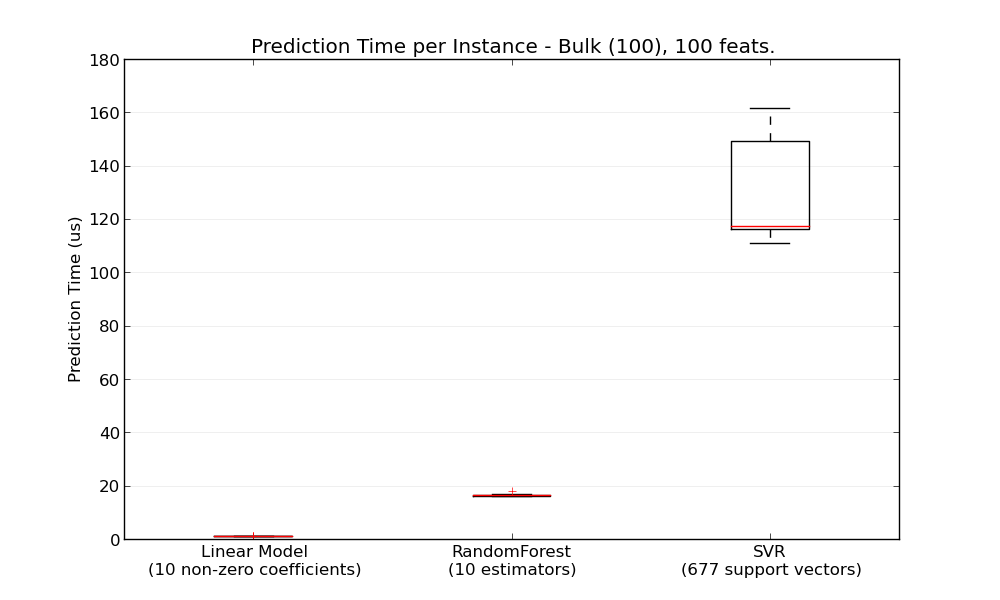 Prediction Time per Instance - Bulk (100), 100 feats.
180
160
140
120
100
80
60
40
20
0
Prediction Time (us)
Linear Model
(10 non-zero coefficients)
RandomForest
(10 estimators)
SVR
(677 support vectors)